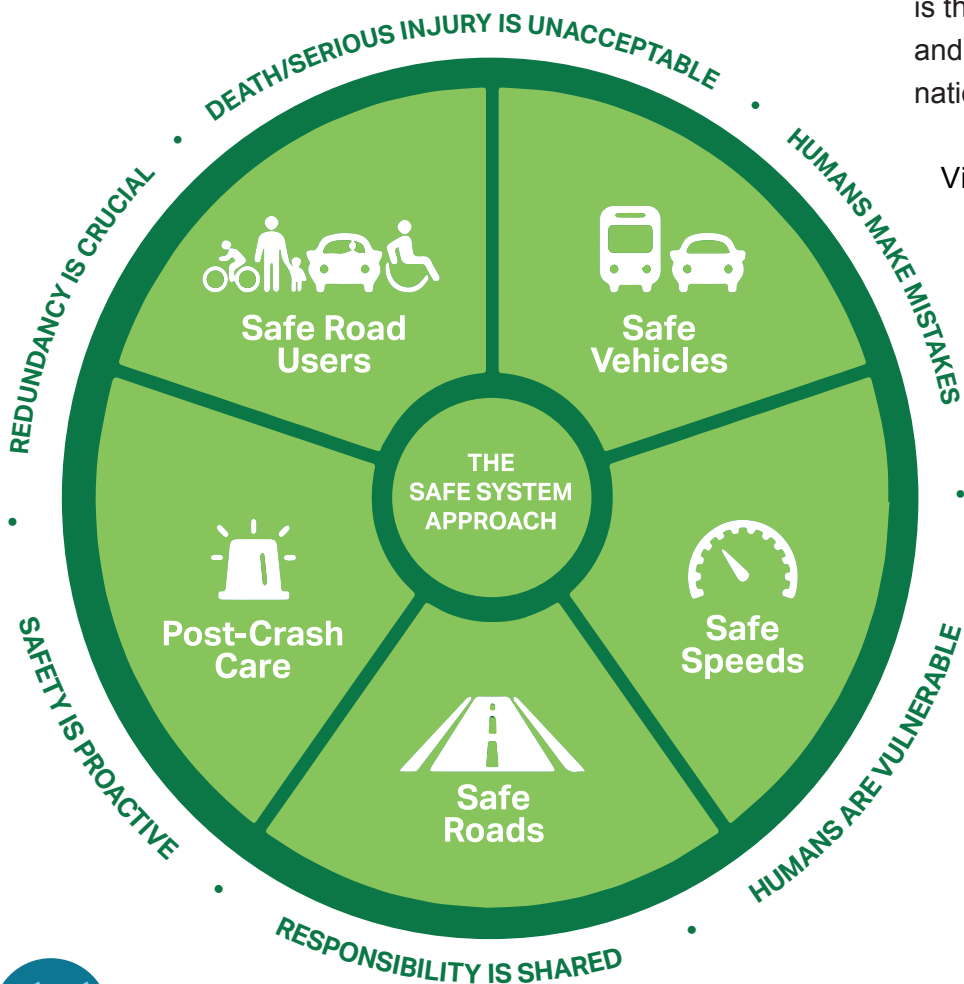 is th
and
natio
Vi
DEATH/SERIOUS INJURY IS UNACCEPTABLE
HUMANS MAKE MISTAKES
HUMANS ARE VULNERABLE
RESPONSIBILITY IS SHARED
SAFETY IS PROACTIVE
REDUNDANCY IS CRUCIAL
Safe Road
Users
Safe
Vehicles
THE
SAFE SYSTEM
APPROACH
Safe
Speeds
Post-Crash
Care
Safe
Roads